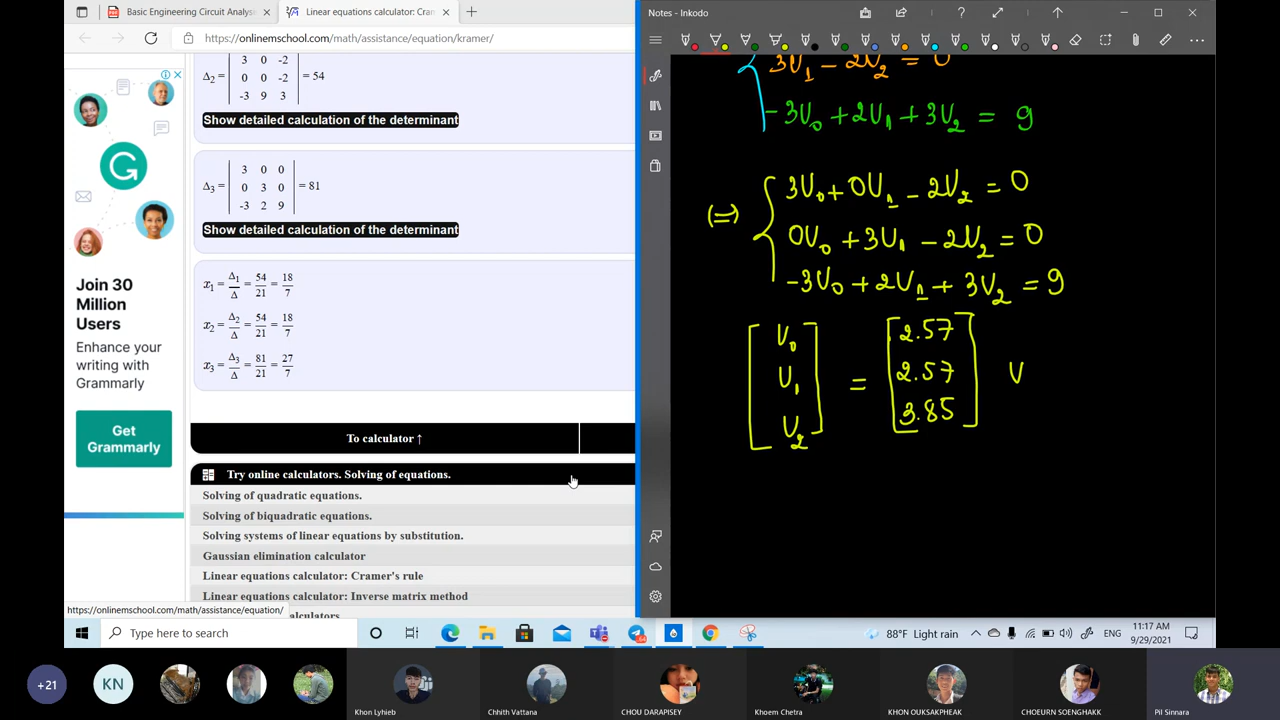 Basic Engineering Circuit Analysis
Linear equations calculator: Cram
https://onlinemschool.com/math/assistance/equation/kramer/
Δ2 = | 3 0 -2 |
| 0 0 -2 | = 54
| -3 9 3 |
Show detailed calculation of the determinant
Δ3 = | 3 0 0 |
| 0 3 0 | = 81
| -3 2 9 |
Show detailed calculation of the determinant
x1 = Δ1/Δ = 54/21 = 18/7
x2 = Δ2/Δ = 54/21 = 18/7
x3 = Δ3/Δ = 81/21 = 27/7
To calculator ↑
Try online calculators. Solving of equations.
Solving of quadratic equations.
Solving of biquadratic equations.
Solving systems of linear equations by substitution.
Gaussian elimination calculator
Linear equations calculator: Cramer's rule
Linear equations calculator: Inverse matrix method
https://onlinemschool.com/math/assistance/equation/
alculators.
Join 30
Million
Users
Enhance your
writing with
Grammarly
Get
Grammarly
Notes - Inkodo
3V1 - 2V2 = 0
-3V0 + 2V1 + 3V2 = 9
(=) 3V0 + 0V1 - 2V2 = 0
0V0 + 3V1 - 2V2 = 0
-3V0 + 2V1 + 3V2 = 9
[V0] [2.57]
[V1] = [2.57] V
[V2] [3.85]
Type here to search
88°F Light rain
ENG
11:17 AM
9/29/2021
+21
KN
Khon Lyhieb
Chhith Vattana
CHOU DARAPISEY
Khoem Chetra
KHON OUKSAKPHEAK
CHOEURN SOENGHAKK
Pil Sinnara